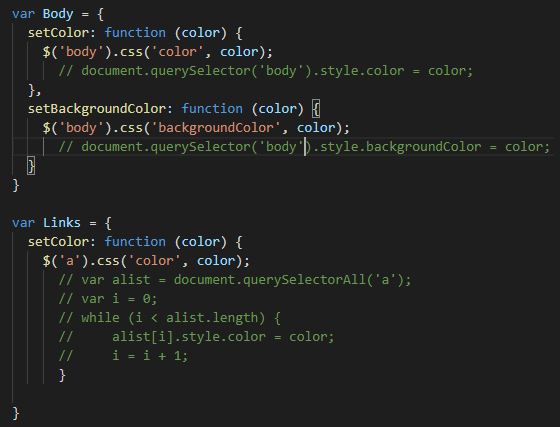 var Body = {
  setColor: function (color) {
    $('body').css('color', color);
      // document.querySelector('body').style.color = color;
  },
  setBackgroundColor: function (color) {
    $('body').css('backgroundColor', color);
      // document.querySelector('body').style.backgroundColor = color;
  }
}

var Links = {
  setColor: function (color) {
    $('a').css('color', color);
      // var alist = document.querySelectorAll('a');
      // var i = 0;
      // while (i < alist.length) {
      //     alist[i].style.color = color;
      //     i = i + 1;
      }

}